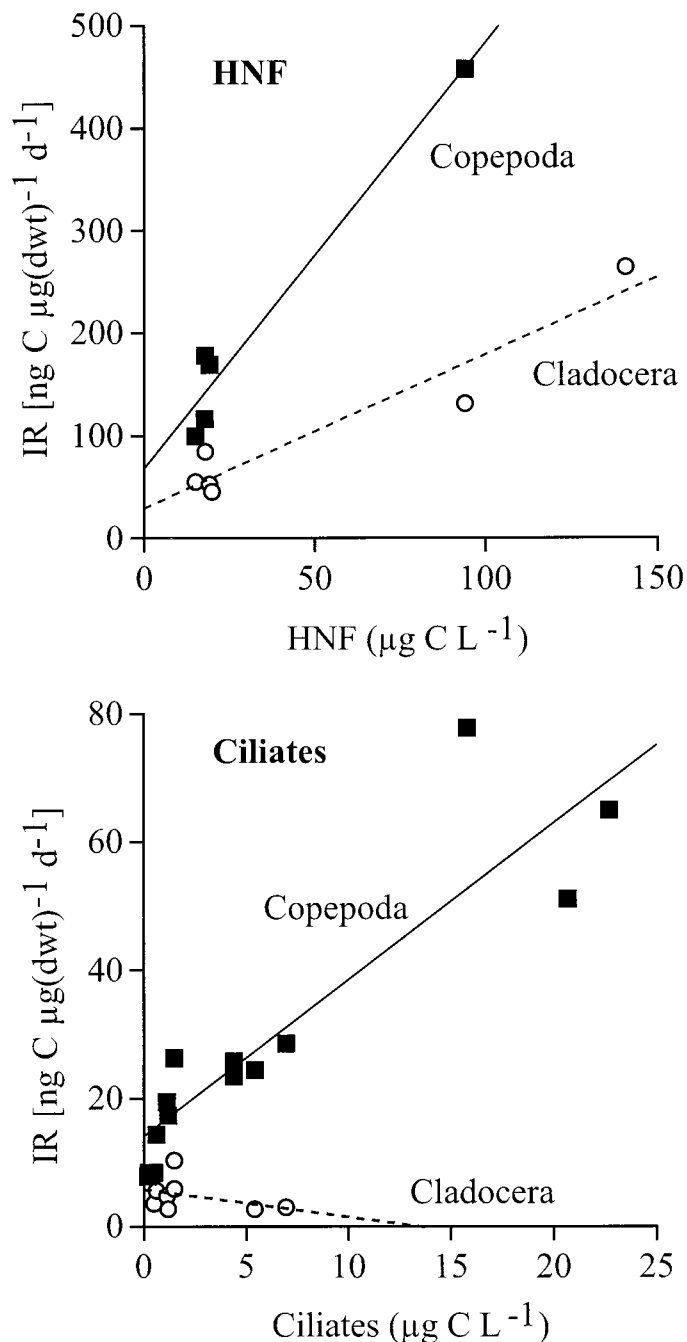 500
HNF
400
Copepoda
300
200
Cladocera
100
0
0 50 100 150
IR [ng C µg(dwt)⁻¹ d⁻¹]
HNF (µg C L ⁻¹)
80
Ciliates
60
Copepoda
40
20
Cladocera
0
0 5 10 15 20 25
IR [ng C µg(dwt)⁻¹ d⁻¹]
Ciliates (µg C L⁻¹)